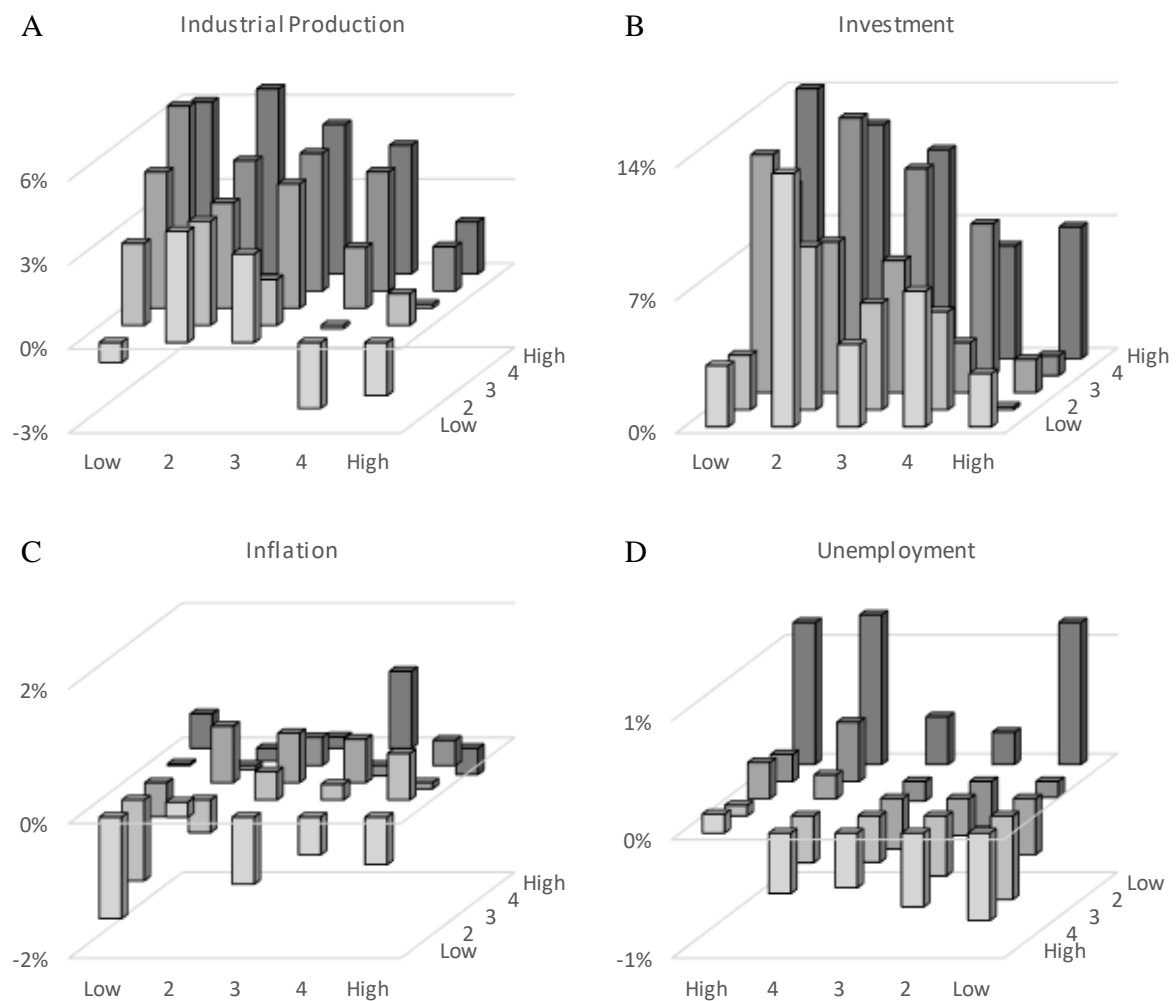 A
Industrial Production
6%
3%
0%
-3%
Low 2 3 4 High
Low
2
3
4
High
B
Investment
14%
7%
0%
Low 2 3 4 High
Low
2
3
4
High
C
Inflation
2%
0%
-2%
Low 2 3 4 High
Low
2
3
4
High
D
Unemployment
1%
0%
-1%
High 4 3 2 Low
High
4
3
2
Low